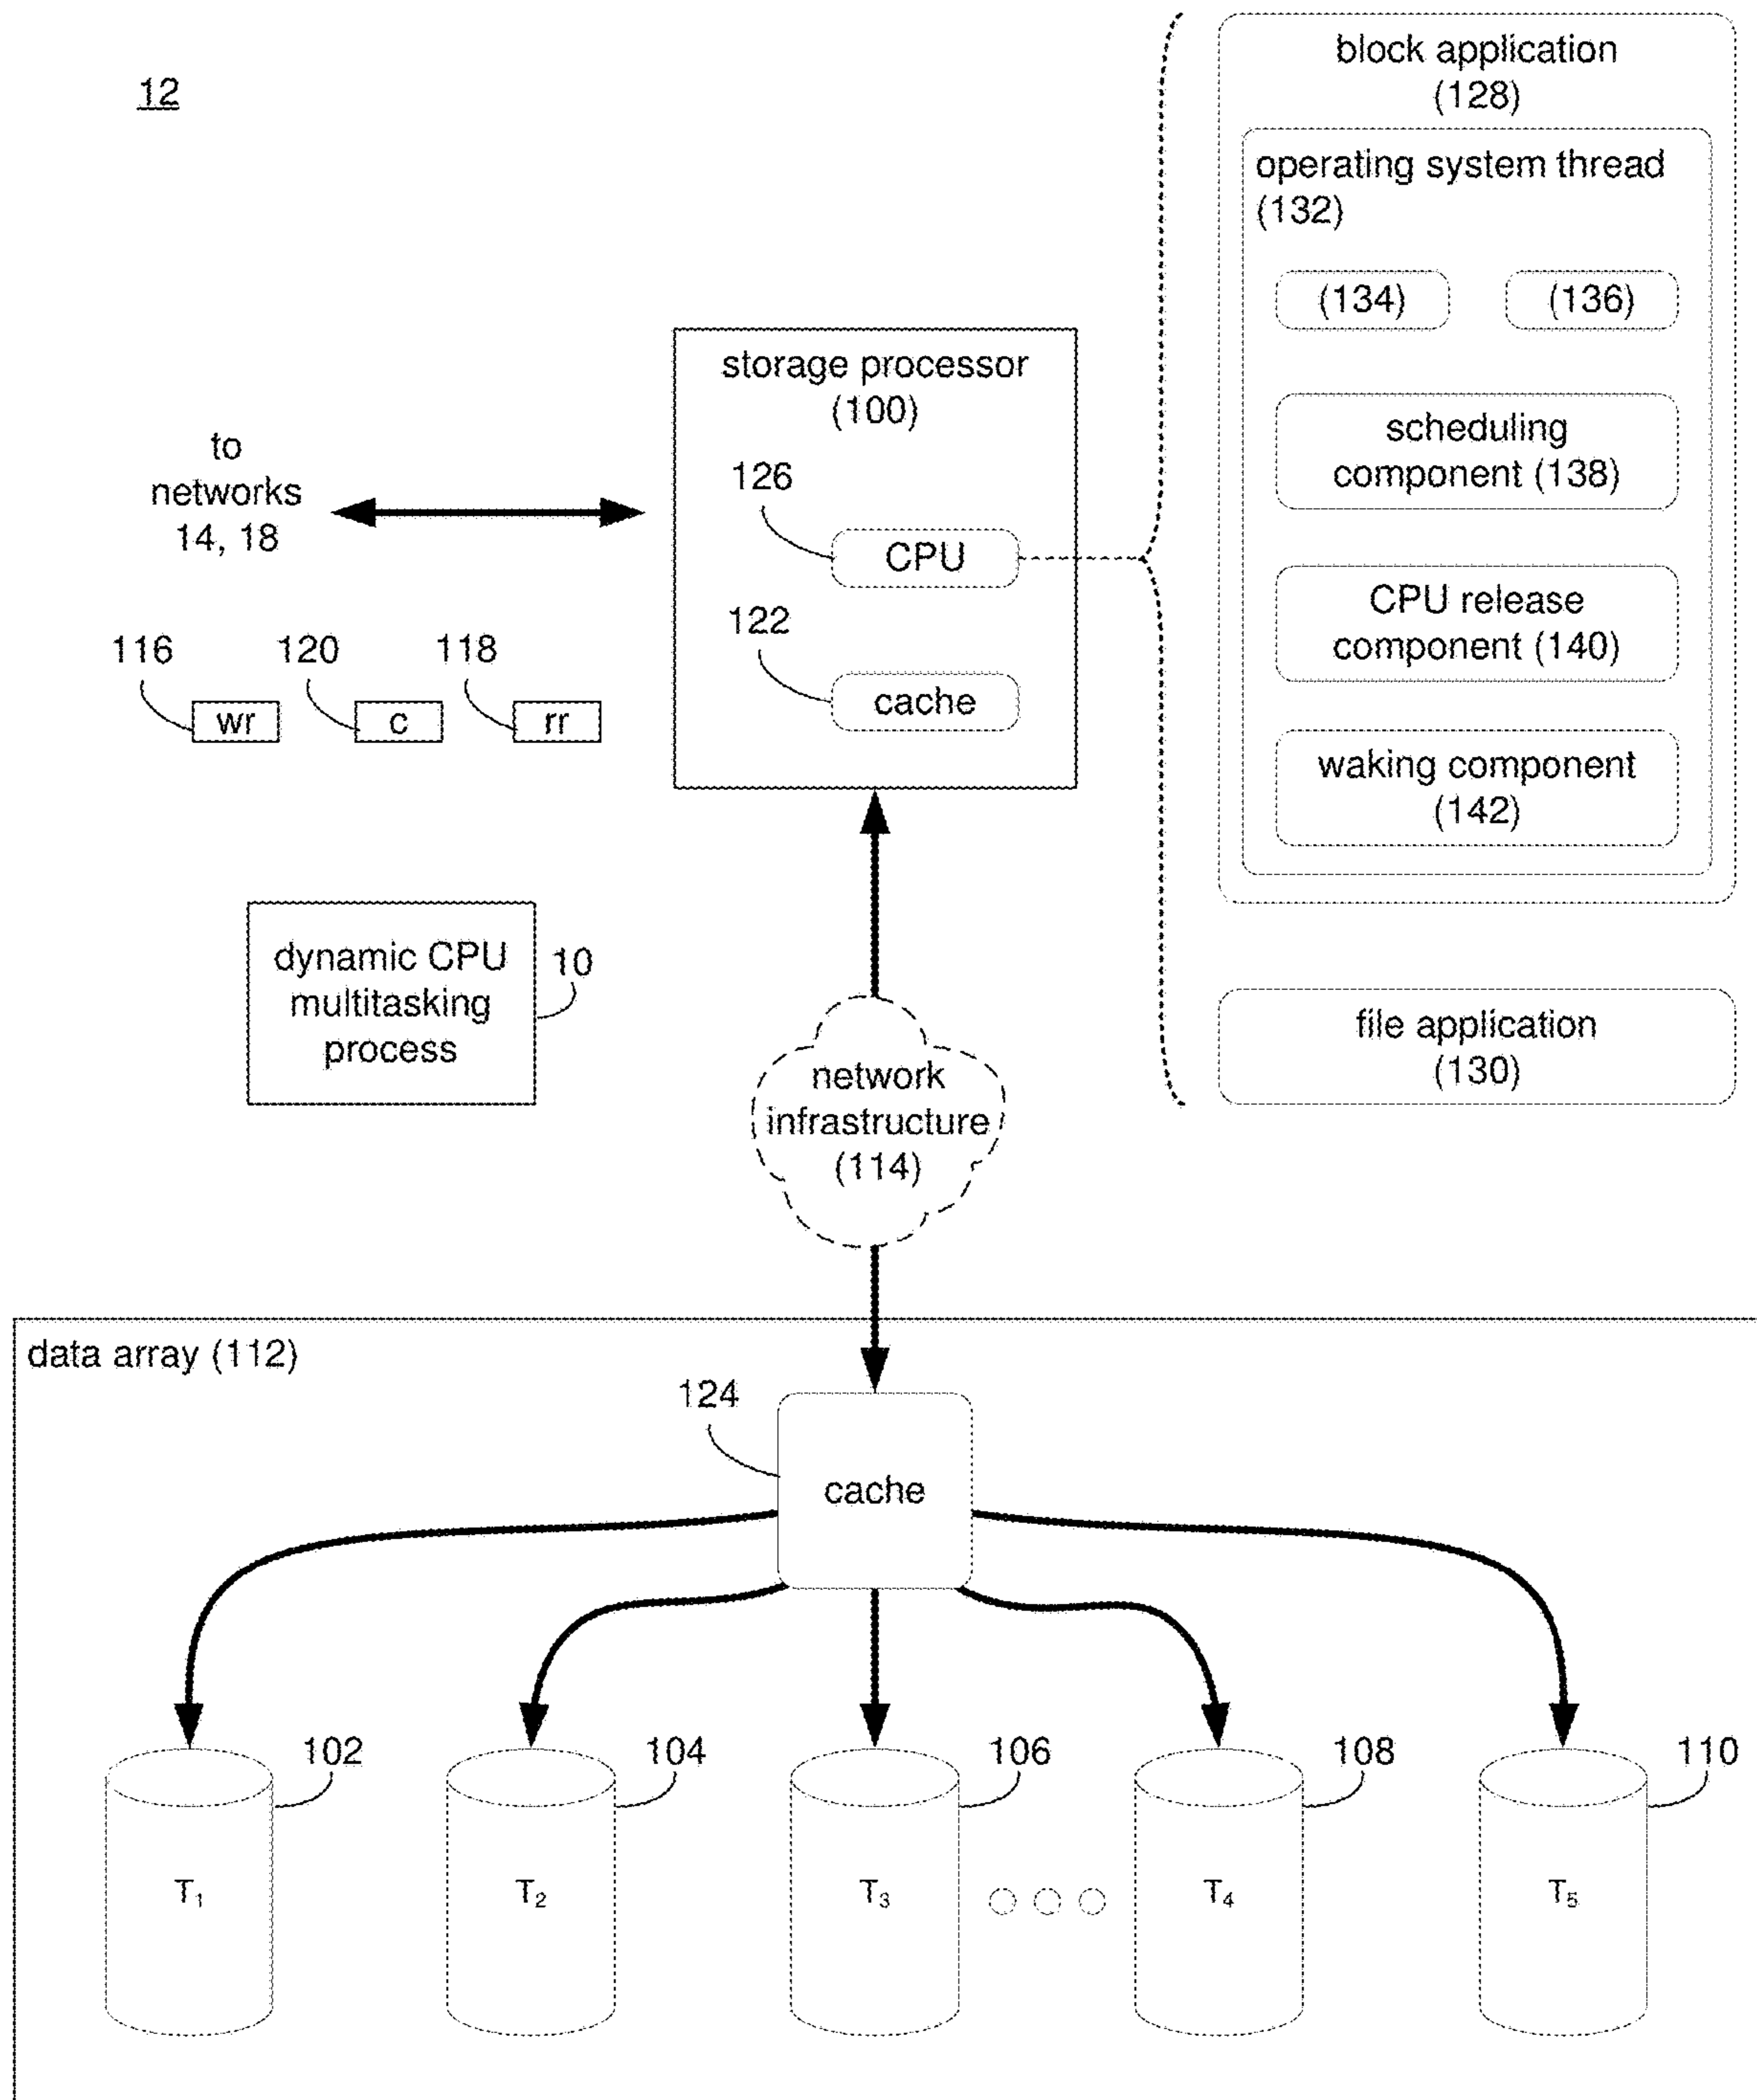 12
block application
(128)
operating system thread
(132)
(134)
(136)
scheduling
component (138)
CPU release
component (140)
waking component
(142)
file application
(130)
storage processor
(100)
126
CPU
122
cache
to
networks
14, 18
116
120
118
wr
c
rr
dynamic CPU
multitasking
process
10
network
infrastructure
(114)
data array (112)
124
cache
102
104
106
108
110
T₁
T₂
T₃
T₄
T₅